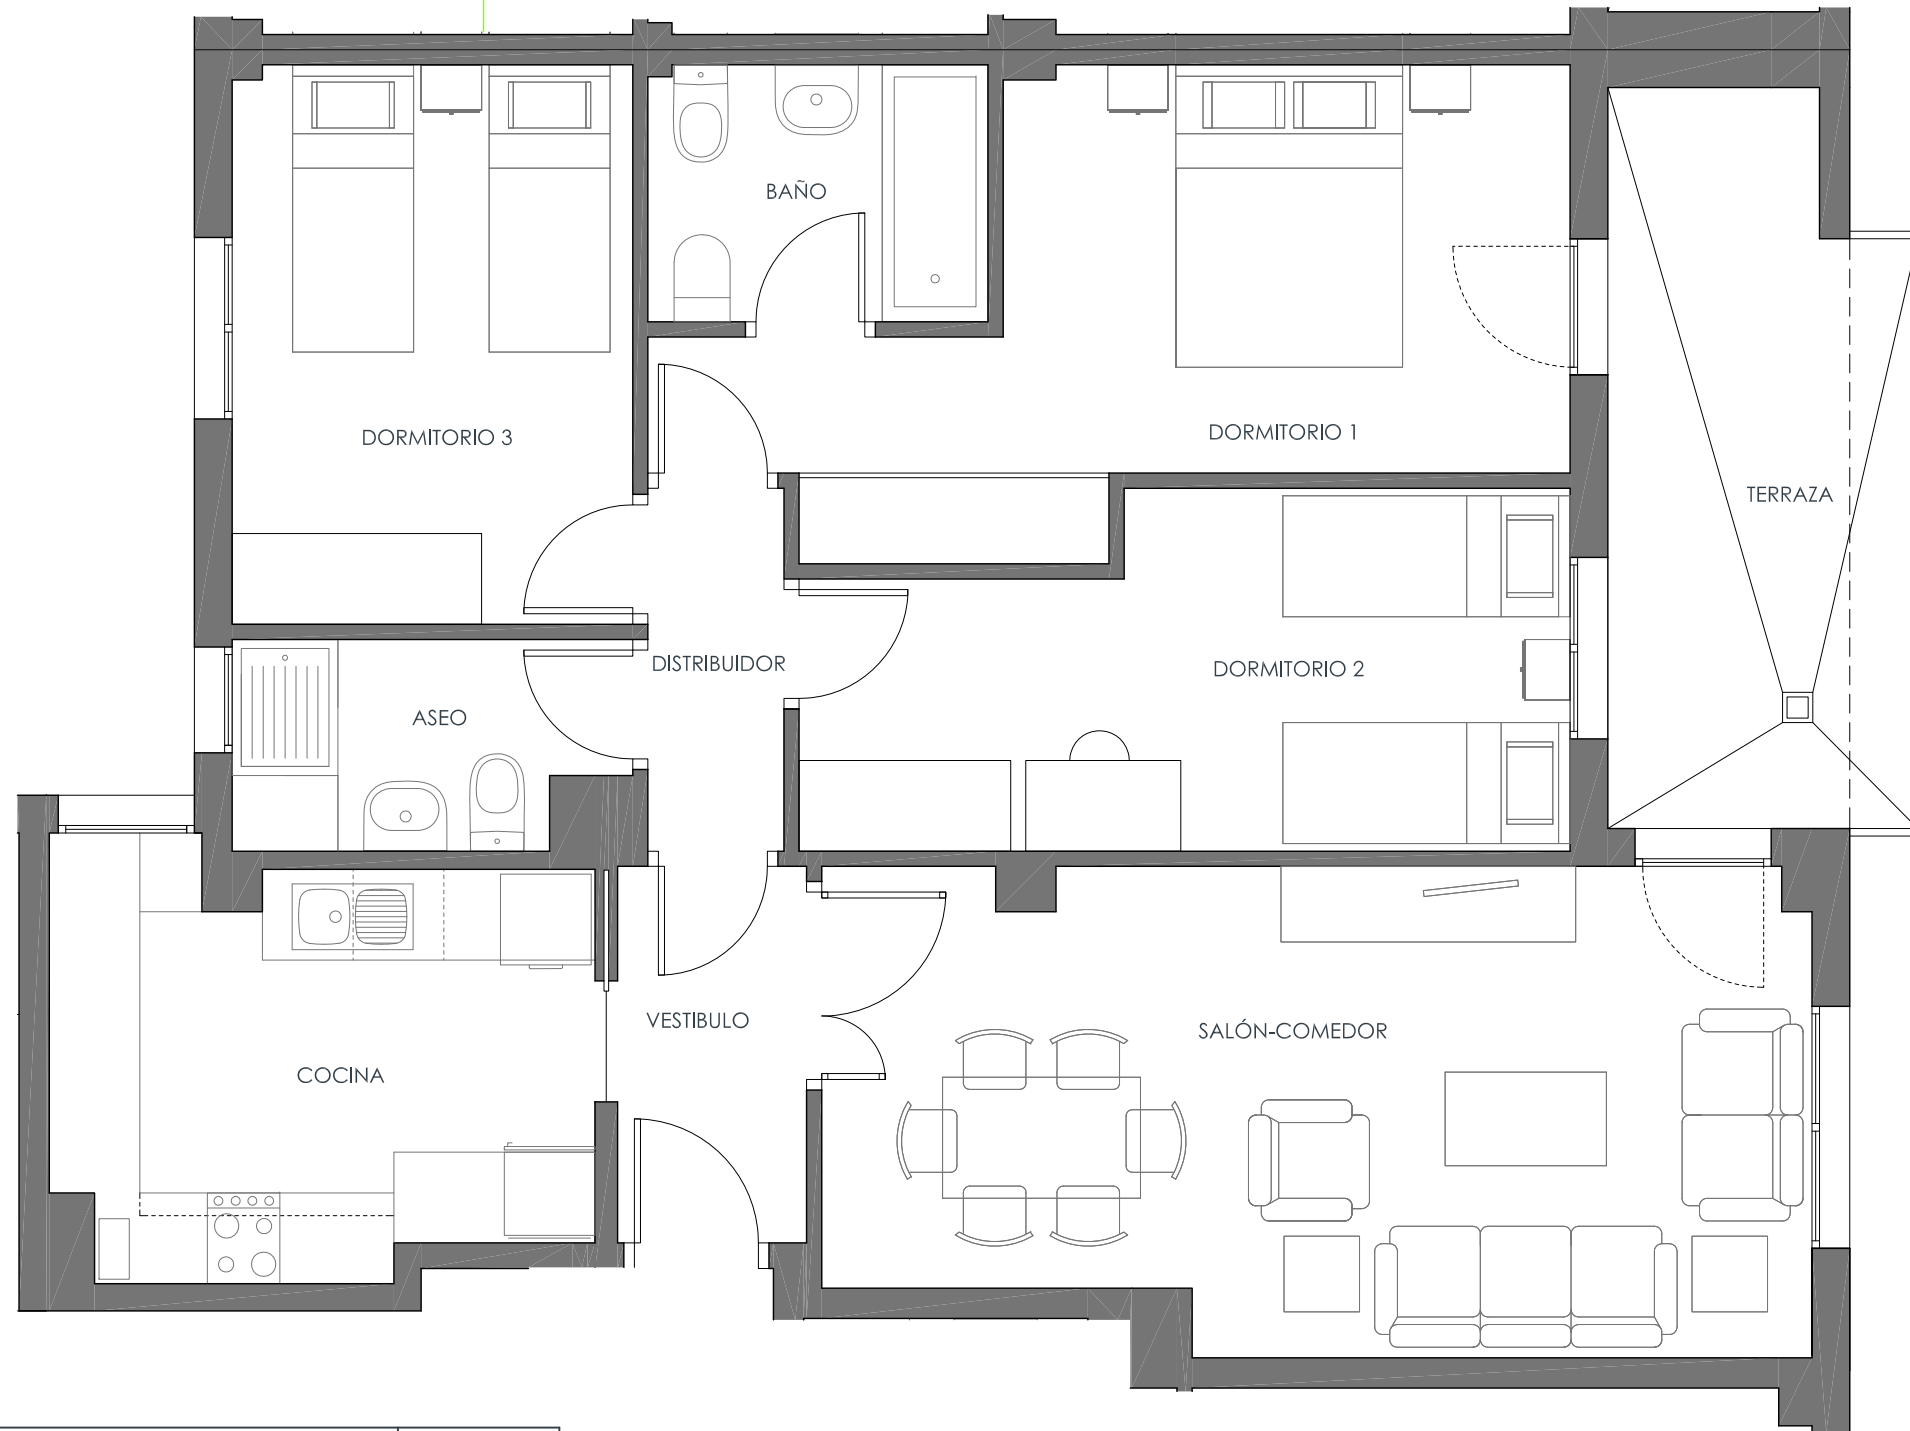 BAÑO
DORMITORIO 3
DORMITORIO 1
TERRAZA
DISTRIBUIDOR
DORMITORIO 2
ASEO
VESTIBULO
SALÓN-COMEDOR
COCINA